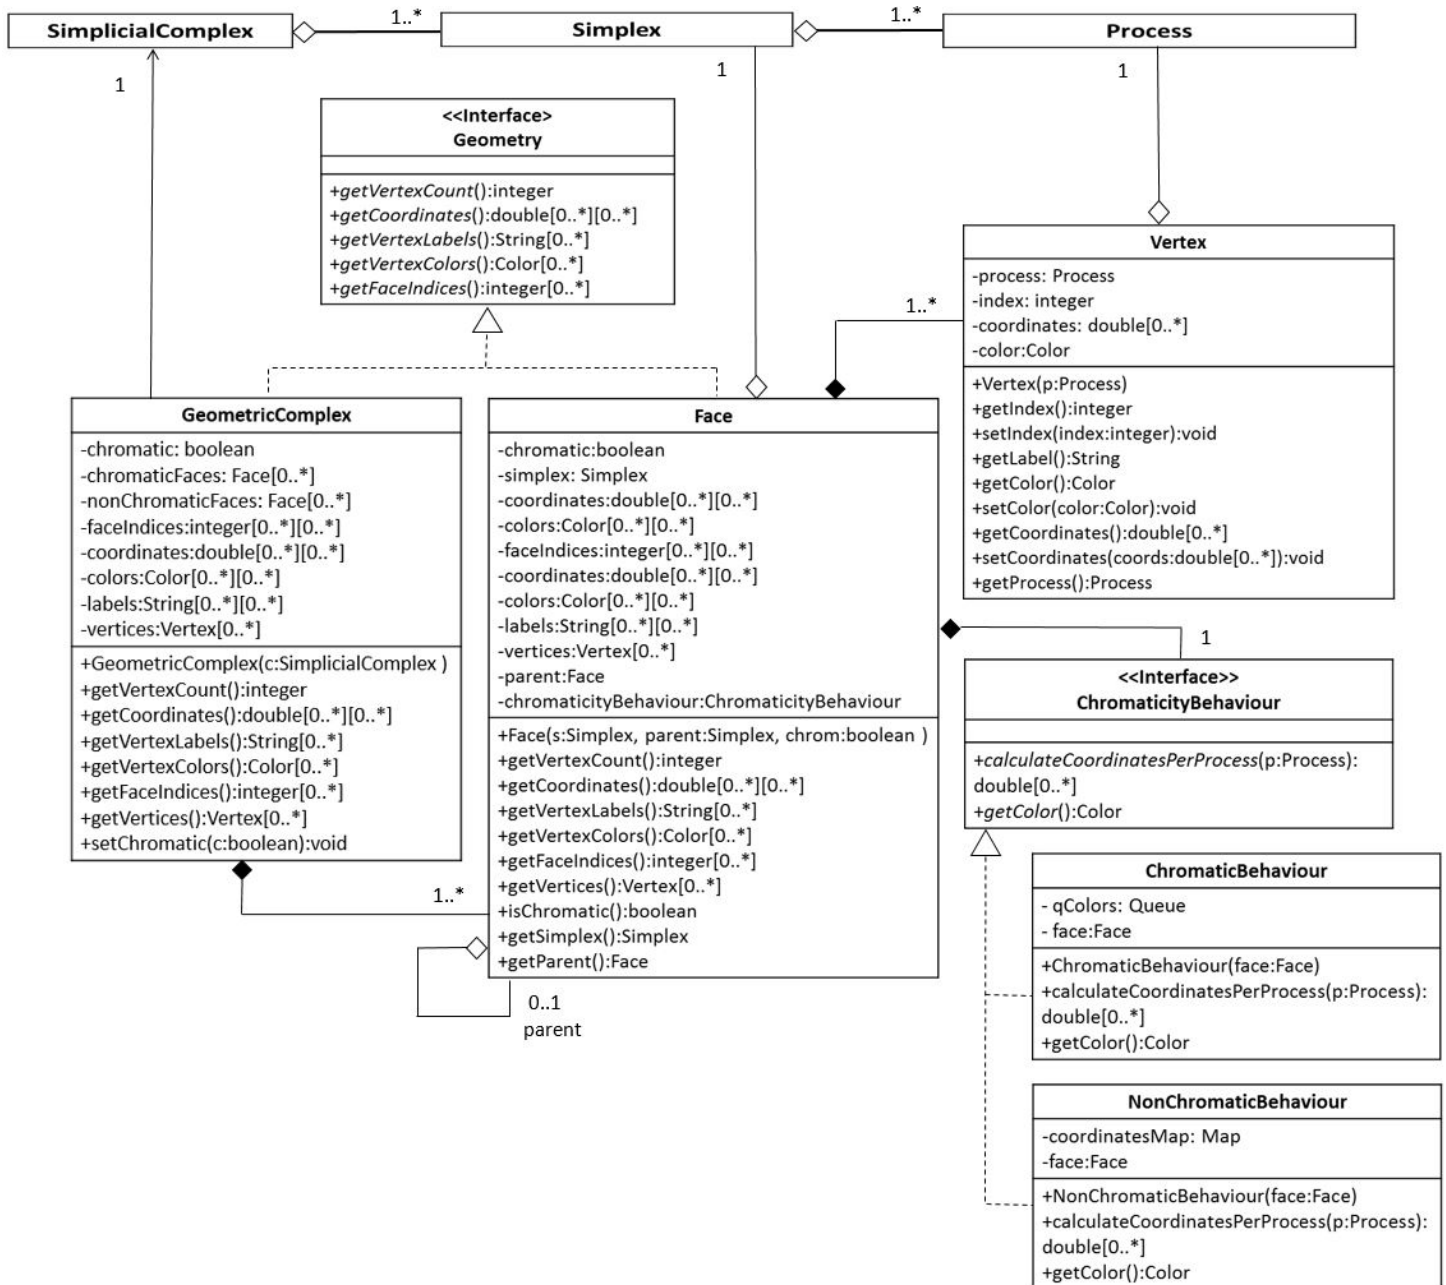 SimplicialComplex
1..*
Simplex
1..*
Process
1
1
1
<<Interface>
Geometry
+getVertexCount():integer
+getCoordinates():double[0..*][0..*]
+getVertexLabels():String[0..*]
+getVertexColors():Color[0..*]
+getFaceIndices():integer[0..*]
Vertex
-process: Process
-index: integer
-coordinates: double[0..*]
-color:Color
+Vertex(p:Process)
+getIndex():integer
+setIndex(index:integer):void
+getLabel():String
+getColor():Color
+setColor(color:Color):void
+getCoordinates():double[0..*]
+setCoordinates(coords:double[0..*]):void
+getProcess():Process
1..*
GeometricComplex
-chromatic: boolean
-chromaticFaces: Face[0..*]
-nonChromaticFaces: Face[0..*]
-faceIndices:integer[0..*][0..*]
-coordinates:double[0..*][0..*]
-colors:Color[0..*][0..*]
-labels:String[0..*][0..*]
-vertices:Vertex[0..*]
+GeometricComplex(c:SimplicialComplex )
+getVertexCount():integer
+getCoordinates():double[0..*][0..*]
+getVertexLabels():String[0..*]
+getVertexColors():Color[0..*]
+getFaceIndices():integer[0..*]
+getVertices():Vertex[0..*]
+setChromatic(c:boolean):void
1..*
Face
-chromatic:boolean
-simplex: Simplex
-coordinates:double[0..*][0..*]
-colors:Color[0..*][0..*]
-faceIndices:integer[0..*][0..*]
-coordinates:double[0..*][0..*]
-colors:Color[0..*][0..*]
-labels:String[0..*][0..*]
-vertices:Vertex[0..*]
-parent:Face
-chromaticityBehaviour:ChromaticityBehaviour
+Face(s:Simplex, parent:Simplex, chrom:boolean )
+getVertexCount():integer
+getCoordinates():double[0..*][0..*]
+getVertexLabels():String[0..*]
+getVertexColors():Color[0..*]
+getFaceIndices():integer[0..*]
+getVertices():Vertex[0..*]
+isChromatic():boolean
+getSimplex():Simplex
+getParent():Face
0..1
parent
1
<<Interface>>
ChromaticityBehaviour
+calculateCoordinatesPerProcess(p:Process):
double[0..*]
+getColor():Color
ChromaticBehaviour
- qColors: Queue
- face:Face
+ChromaticBehaviour(face:Face)
+calculateCoordinatesPerProcess(p:Process):
double[0..*]
+getColor():Color
NonChromaticBehaviour
-coordinatesMap: Map
-face:Face
+NonChromaticBehaviour(face:Face)
+calculateCoordinatesPerProcess(p:Process):
double[0..*]
+getColor():Color